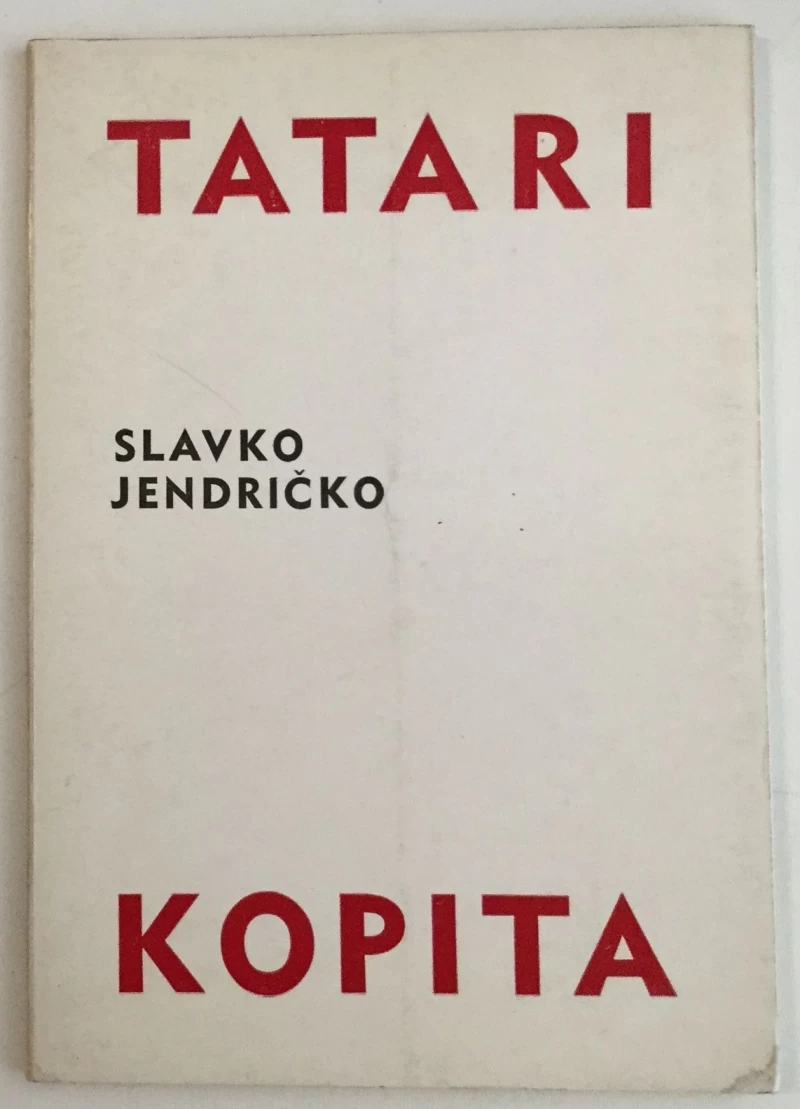 TATARI
SLAVKO
JENDRIČKO
KOPITA